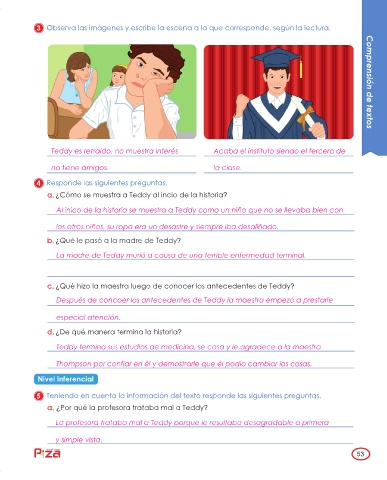 3 Observa las imágenes y escribe la escena a la que corresponde, según la lectura.
Comprensión de textos
Teddy es retraído, no muestra interés
no tiene amigos.
Acaba el instituto siendo el tercero de
la clase.
4 Responde las siguientes preguntas.
a. ¿Cómo se muestra a Teddy al incio de la historia?
Al inico de la historia se muestra a Teddy como un niño que no se llevaba bien con
los otros niños, su ropa era un desastre y siempre iba desaliñado.
b. ¿Qué le pasó a la madre de Teddy?
La madre de Teddy murió a causa de una terrible enfermedad terminal.
c. ¿Qué hizo la maestra luego de conocer los antecedentes de Teddy?
Después de conocer los antecedentes de Teddy la maestra empezó a prestarle
especial atención.
d. ¿De qué manera termina la historia?
Teddy termina sus estudios de medicina, se casa y le agradece a la maestra
Thompson por confiar en él y demostrarle que él podía cambiar las cosas.
Nivel Inferencial
5 Teniendo en cuenta la información del texto responde las siguientes preguntas.
a. ¿Por qué la profesora trataba mal a Teddy?
La profesora trataba mal a Teddy porque le resultaba desagradable a primera
y simple vista.
53